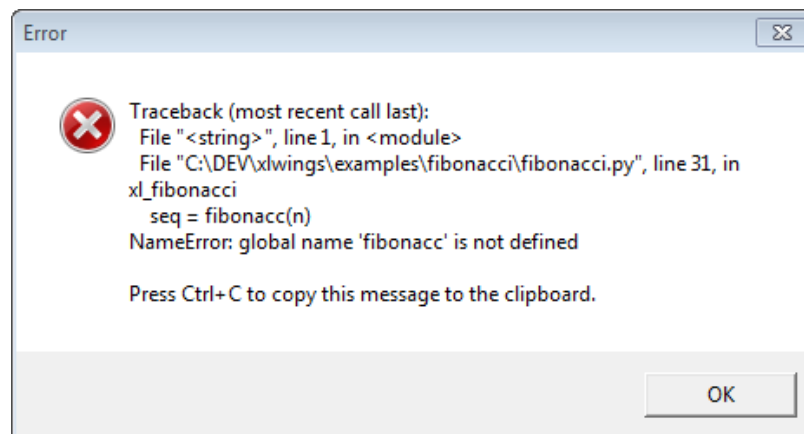 Error
Traceback (most recent call last):
File "<string>", line 1, in <module>
File "C:\DEV\xlwings\examples\fibonacci\fibonacci.py", line 31, in
xl_fibonacci
seq = fibonacc(n)
NameError: global name 'fibonacc' is not defined
Press Ctrl+C to copy this message to the clipboard.
OK